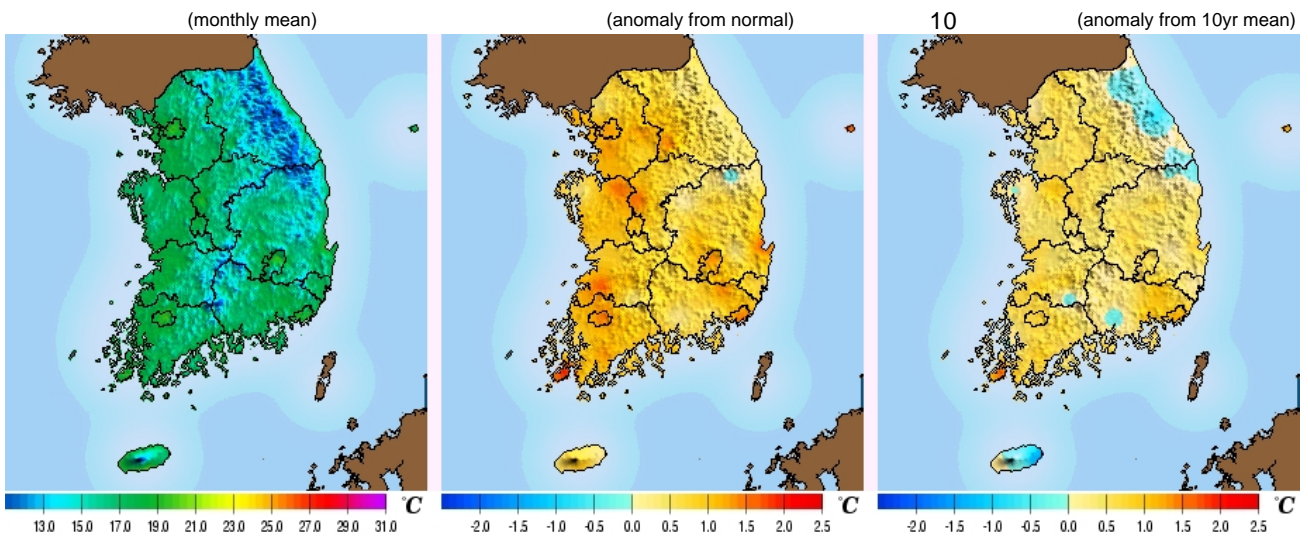 (monthly mean)
(anomaly from normal)
10 (anomaly from 10yr mean)
13.0 15.0 17.0 19.0 21.0 23.0 25.0 27.0 29.0 31.0 °C
-2.0 -1.5 -1.0 -0.5 0.0 0.5 1.0 1.5 2.0 2.5 °C
-2.0 -1.5 -1.0 -0.5 0.0 0.5 1.0 1.5 2.0 2.5 °C